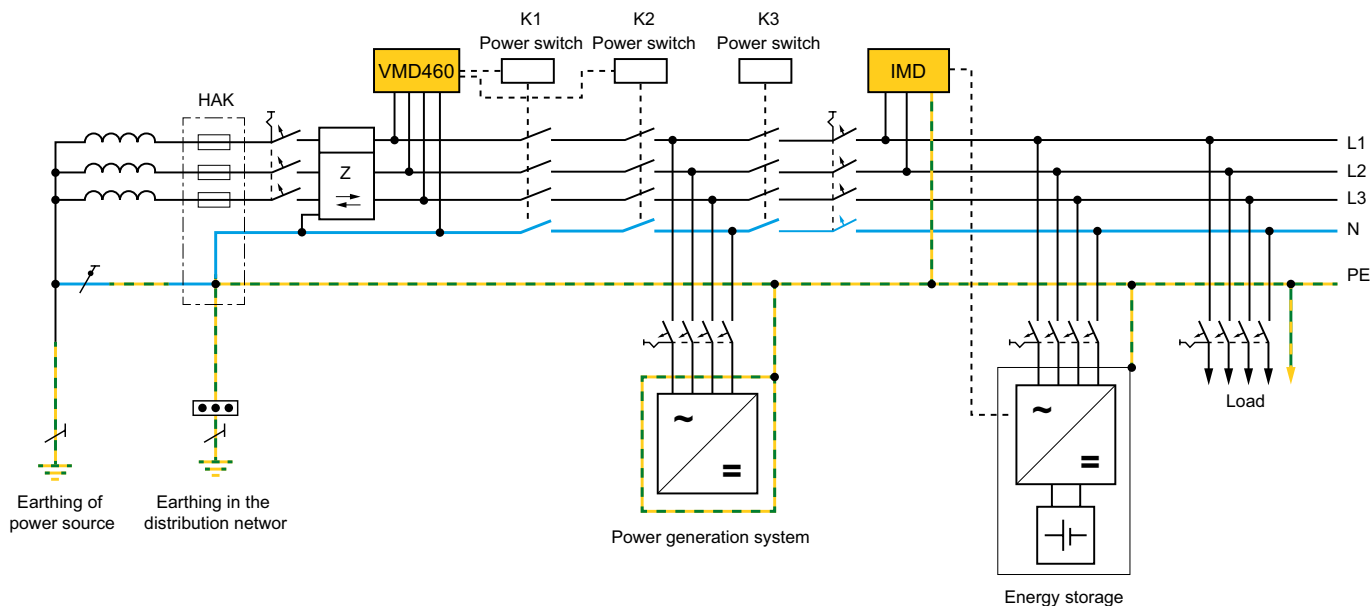 K1
Power switch
K2
Power switch
K3
Power switch
VMD460
IMD
HAK
Z
L1
L2
L3
N
PE
Load
Earthing of
power source
Earthing in the
distribution networ
Power generation system
Energy storage